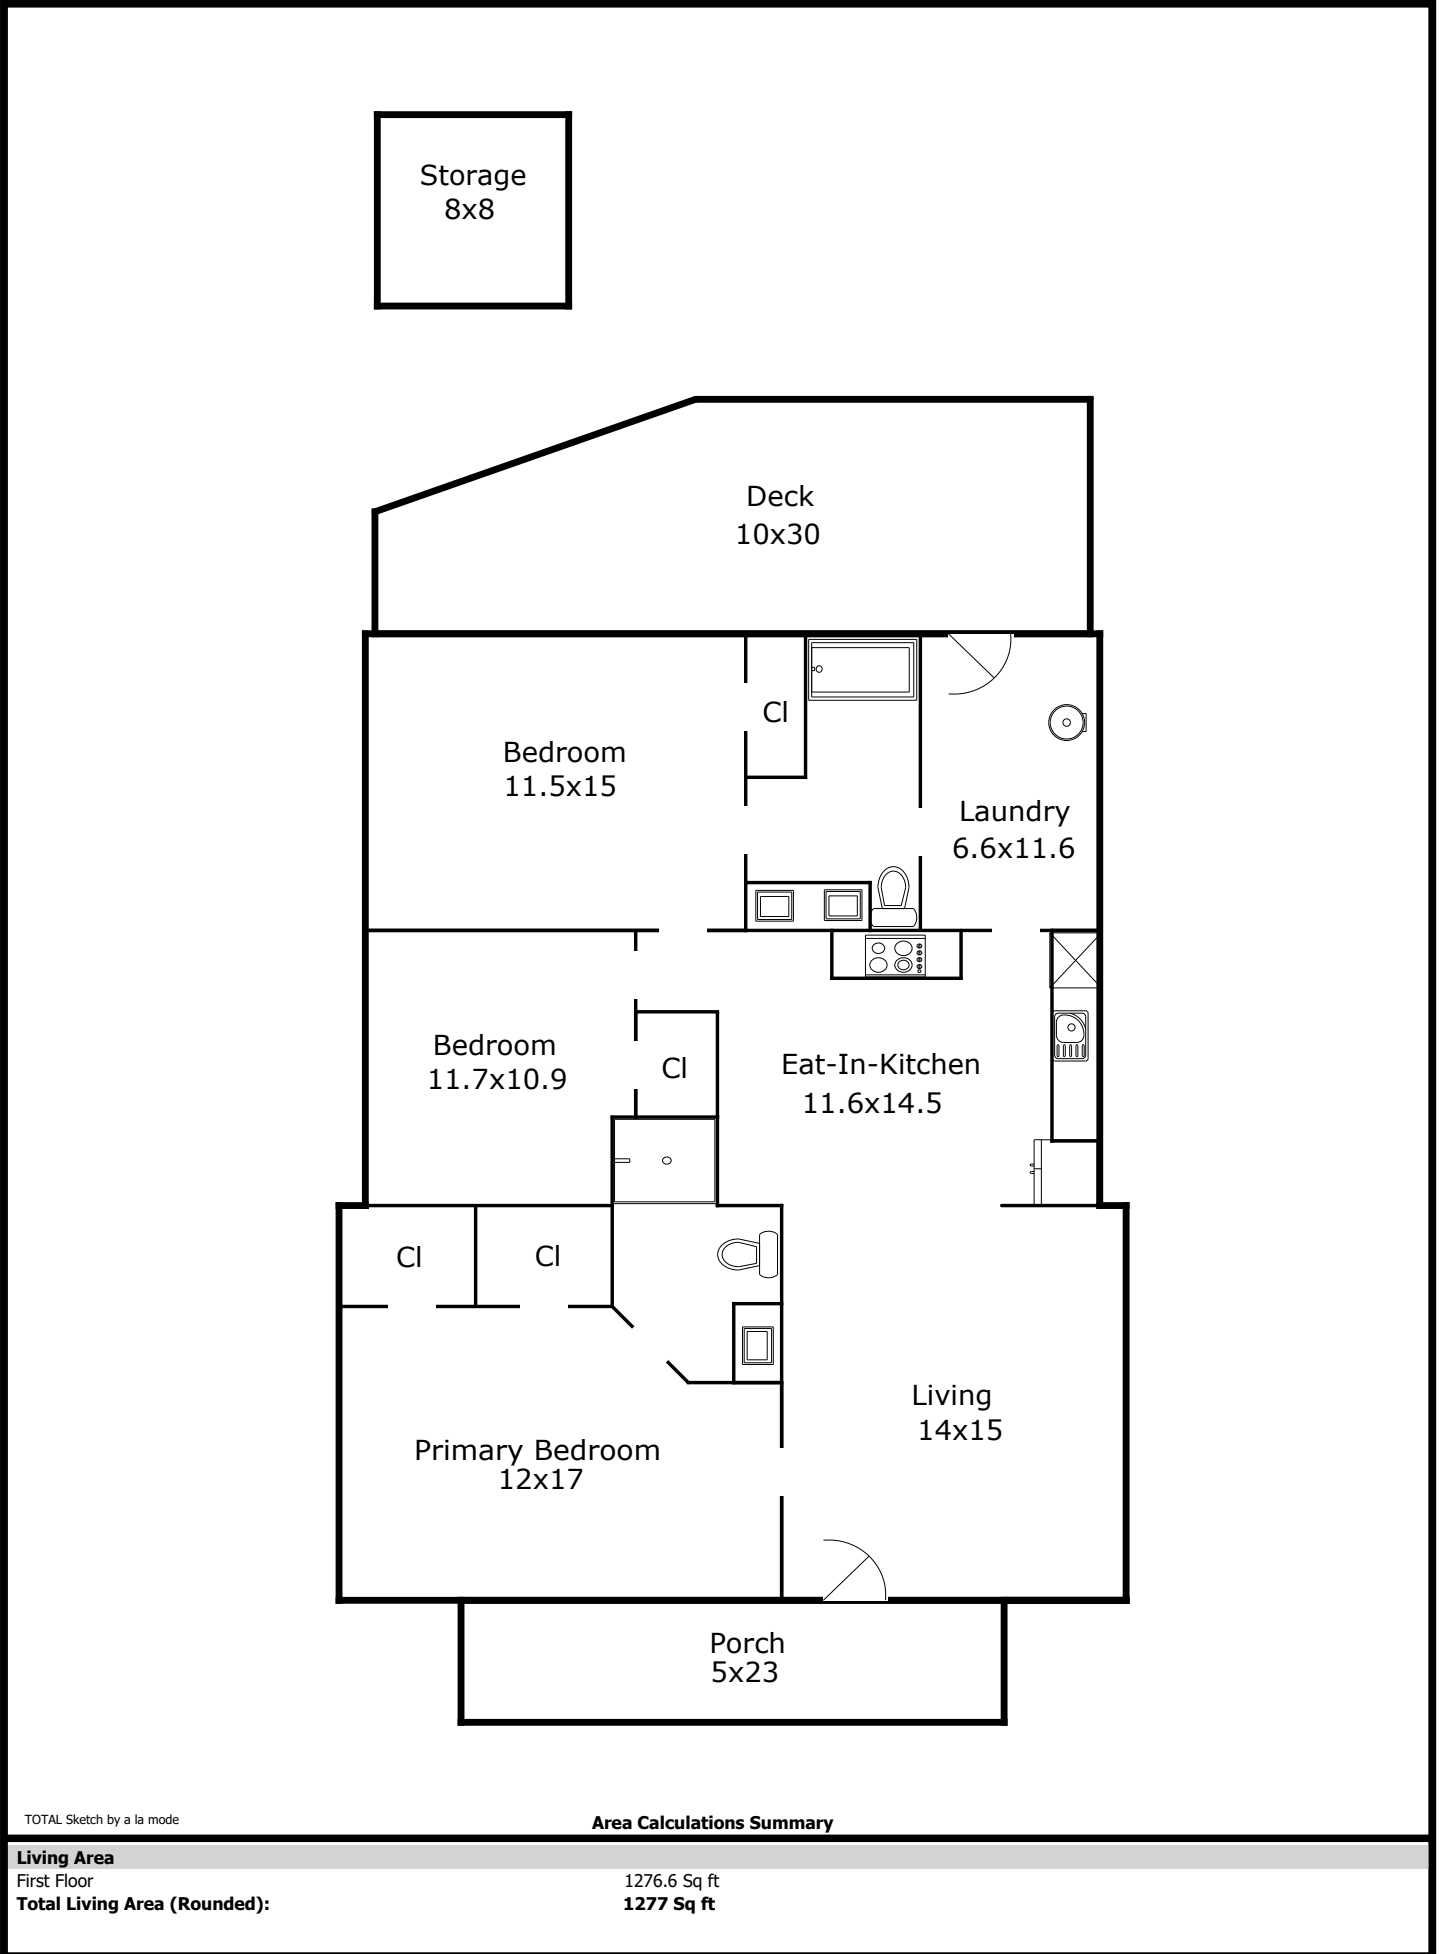 Storage
8x8
Deck
10x30
Cl
Bedroom
11.5x15
Laundry
6.6x11.6
Bedroom
11.7x10.9
Cl
Eat-In-Kitchen
11.6x14.5
Cl
Cl
Living
14x15
Primary Bedroom
12x17
Porch
5x23
TOTAL Sketch by a la mode
Area Calculations Summary
Living Area
First Floor 1276.6 Sq ft
Total Living Area (Rounded): 1277 Sq ft